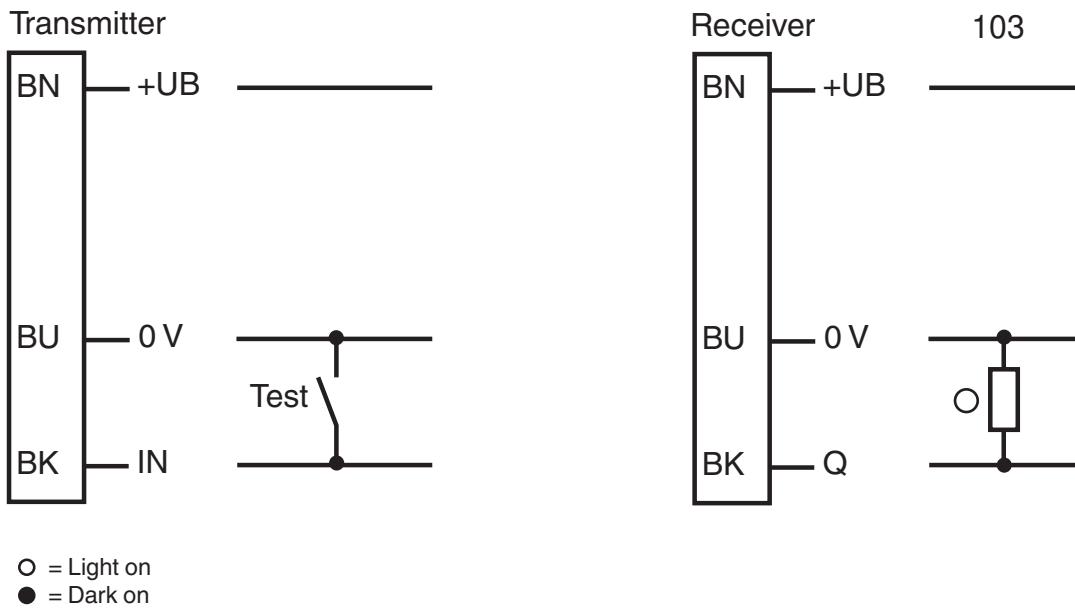 Transmitter
BN +UB
BU 0 V
Test
BK IN
Receiver 103
BN +UB
BU 0 V
BK Q
= Light on
= Dark on